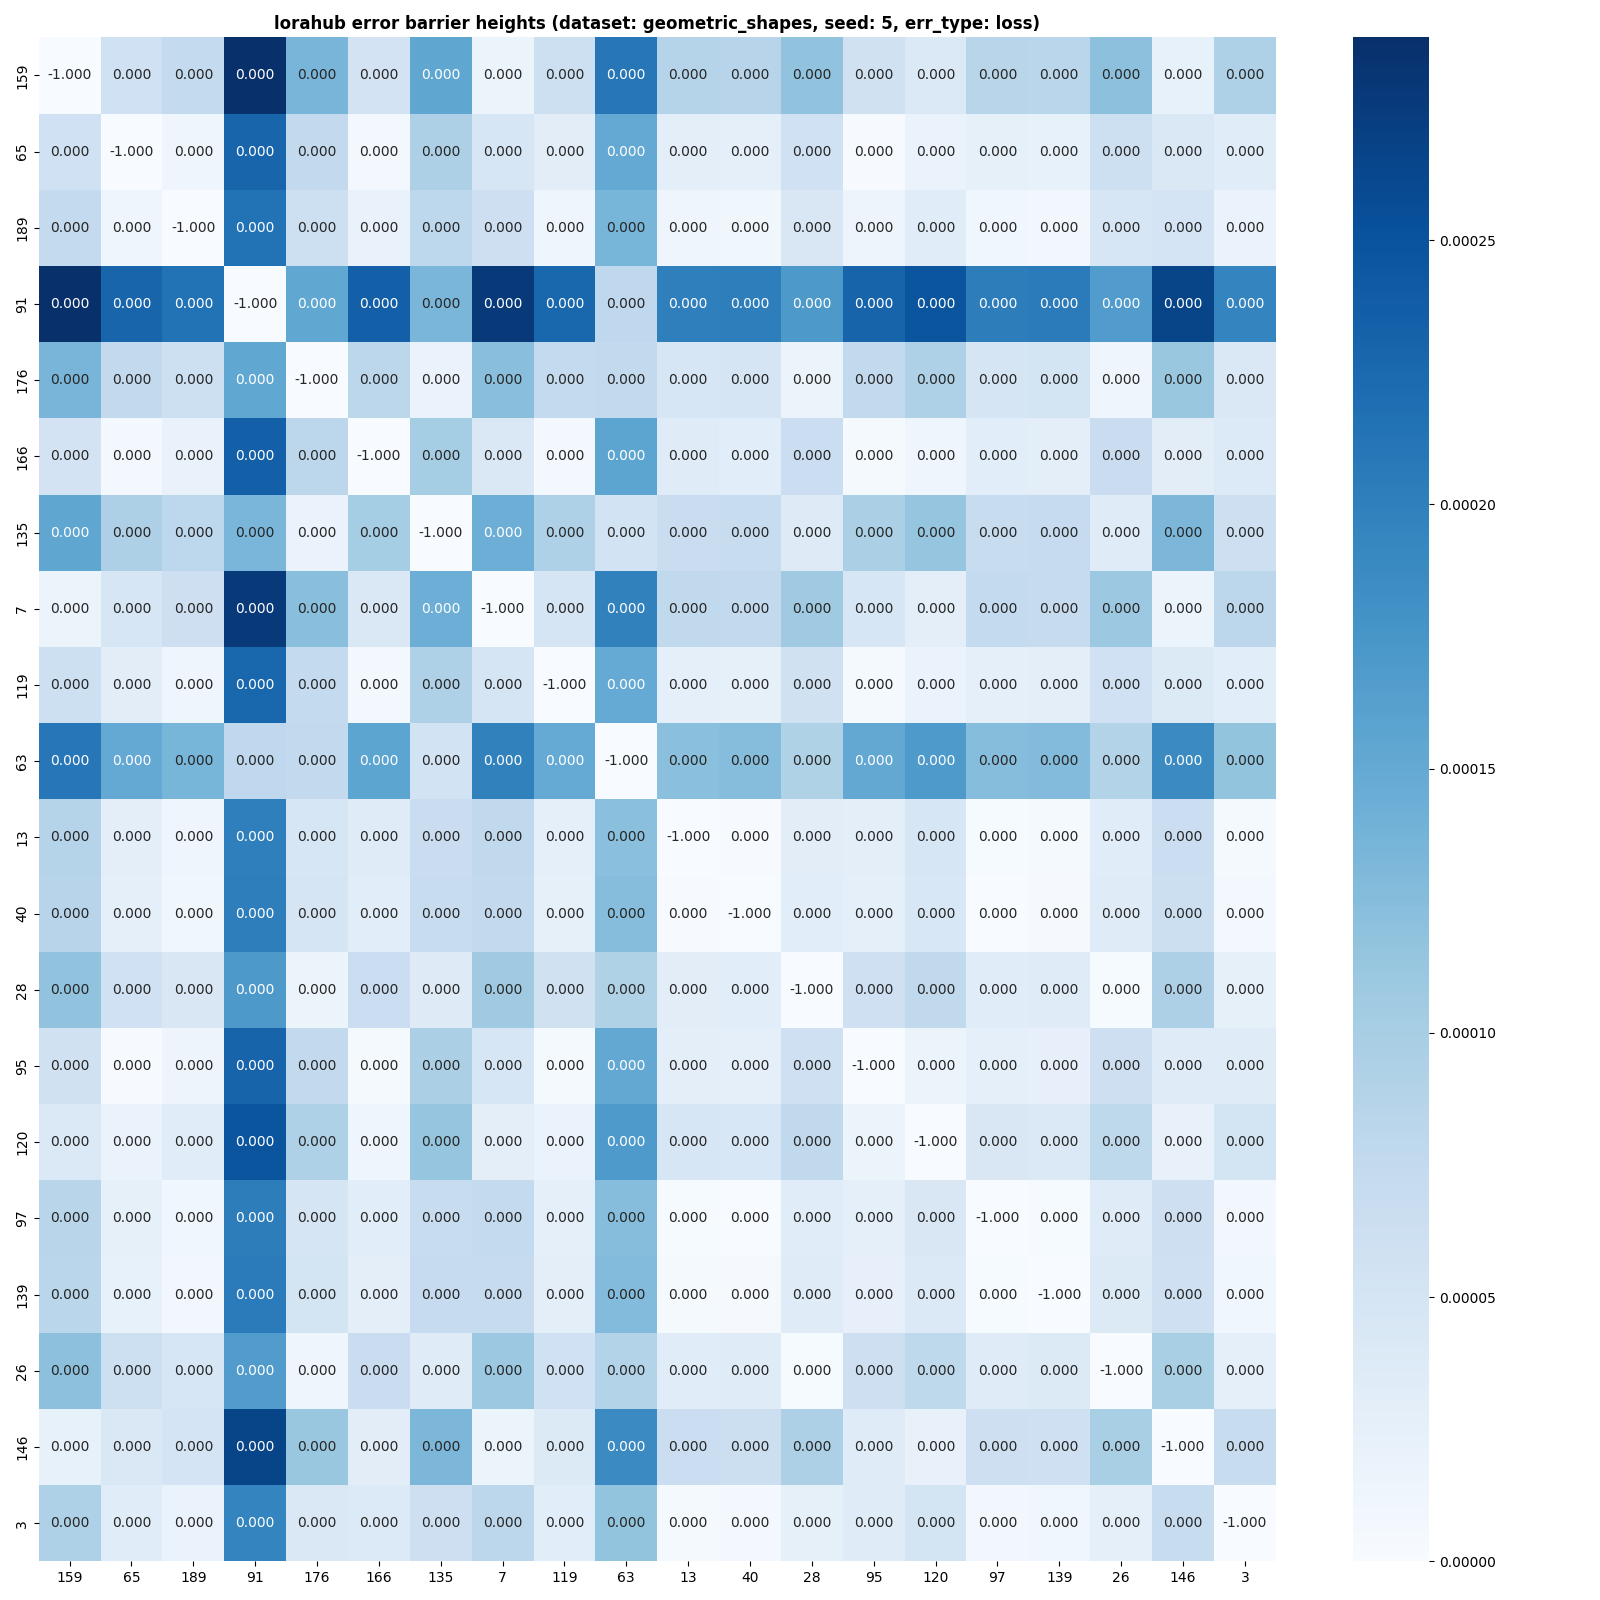 lorahub error barrier heights (dataset: geometric_shapes, seed: 5, err_type: loss)
159 -1.000 0.000 0.000 0.000 0.000 0.000 0.000 0.000 0.000 0.000 0.000 0.000 0.000 0.000 0.000 0.000 0.000 0.000 0.000 0.000
65 0.000 -1.000 0.000 0.000 0.000 0.000 0.000 0.000 0.000 0.000 0.000 0.000 0.000 0.000 0.000 0.000 0.000 0.000 0.000 0.000
189 0.000 0.000 -1.000 0.000 0.000 0.000 0.000 0.000 0.000 0.000 0.000 0.000 0.000 0.000 0.000 0.000 0.000 0.000 0.000 0.000
91 0.000 0.000 0.000 -1.000 0.000 0.000 0.000 0.000 0.000 0.000 0.000 0.000 0.000 0.000 0.000 0.000 0.000 0.000 0.000 0.000
176 0.000 0.000 0.000 0.000 -1.000 0.000 0.000 0.000 0.000 0.000 0.000 0.000 0.000 0.000 0.000 0.000 0.000 0.000 0.000 0.000
166 0.000 0.000 0.000 0.000 0.000 -1.000 0.000 0.000 0.000 0.000 0.000 0.000 0.000 0.000 0.000 0.000 0.000 0.000 0.000 0.000
135 0.000 0.000 0.000 0.000 0.000 0.000 -1.000 0.000 0.000 0.000 0.000 0.000 0.000 0.000 0.000 0.000 0.000 0.000 0.000 0.000
7 0.000 0.000 0.000 0.000 0.000 0.000 0.000 -1.000 0.000 0.000 0.000 0.000 0.000 0.000 0.000 0.000 0.000 0.000 0.000 0.000
119 0.000 0.000 0.000 0.000 0.000 0.000 0.000 0.000 -1.000 0.000 0.000 0.000 0.000 0.000 0.000 0.000 0.000 0.000 0.000 0.000
63 0.000 0.000 0.000 0.000 0.000 0.000 0.000 0.000 0.000 -1.000 0.000 0.000 0.000 0.000 0.000 0.000 0.000 0.000 0.000 0.000
13 0.000 0.000 0.000 0.000 0.000 0.000 0.000 0.000 0.000 0.000 -1.000 0.000 0.000 0.000 0.000 0.000 0.000 0.000 0.000 0.000
40 0.000 0.000 0.000 0.000 0.000 0.000 0.000 0.000 0.000 0.000 0.000 -1.000 0.000 0.000 0.000 0.000 0.000 0.000 0.000 0.000
28 0.000 0.000 0.000 0.000 0.000 0.000 0.000 0.000 0.000 0.000 0.000 0.000 -1.000 0.000 0.000 0.000 0.000 0.000 0.000 0.000
95 0.000 0.000 0.000 0.000 0.000 0.000 0.000 0.000 0.000 0.000 0.000 0.000 0.000 -1.000 0.000 0.000 0.000 0.000 0.000 0.000
120 0.000 0.000 0.000 0.000 0.000 0.000 0.000 0.000 0.000 0.000 0.000 0.000 0.000 0.000 -1.000 0.000 0.000 0.000 0.000 0.000
97 0.000 0.000 0.000 0.000 0.000 0.000 0.000 0.000 0.000 0.000 0.000 0.000 0.000 0.000 0.000 -1.000 0.000 0.000 0.000 0.000
139 0.000 0.000 0.000 0.000 0.000 0.000 0.000 0.000 0.000 0.000 0.000 0.000 0.000 0.000 0.000 0.000 -1.000 0.000 0.000 0.000
26 0.000 0.000 0.000 0.000 0.000 0.000 0.000 0.000 0.000 0.000 0.000 0.000 0.000 0.000 0.000 0.000 0.000 -1.000 0.000 0.000
146 0.000 0.000 0.000 0.000 0.000 0.000 0.000 0.000 0.000 0.000 0.000 0.000 0.000 0.000 0.000 0.000 0.000 0.000 -1.000 0.000
3 0.000 0.000 0.000 0.000 0.000 0.000 0.000 0.000 0.000 0.000 0.000 0.000 0.000 0.000 0.000 0.000 0.000 0.000 0.000 -1.000
159 65 189 91 176 166 135 7 119 63 13 40 28 95 120 97 139 26 146 3
0.00025
0.00020
0.00015
0.00010
0.00005
0.00000